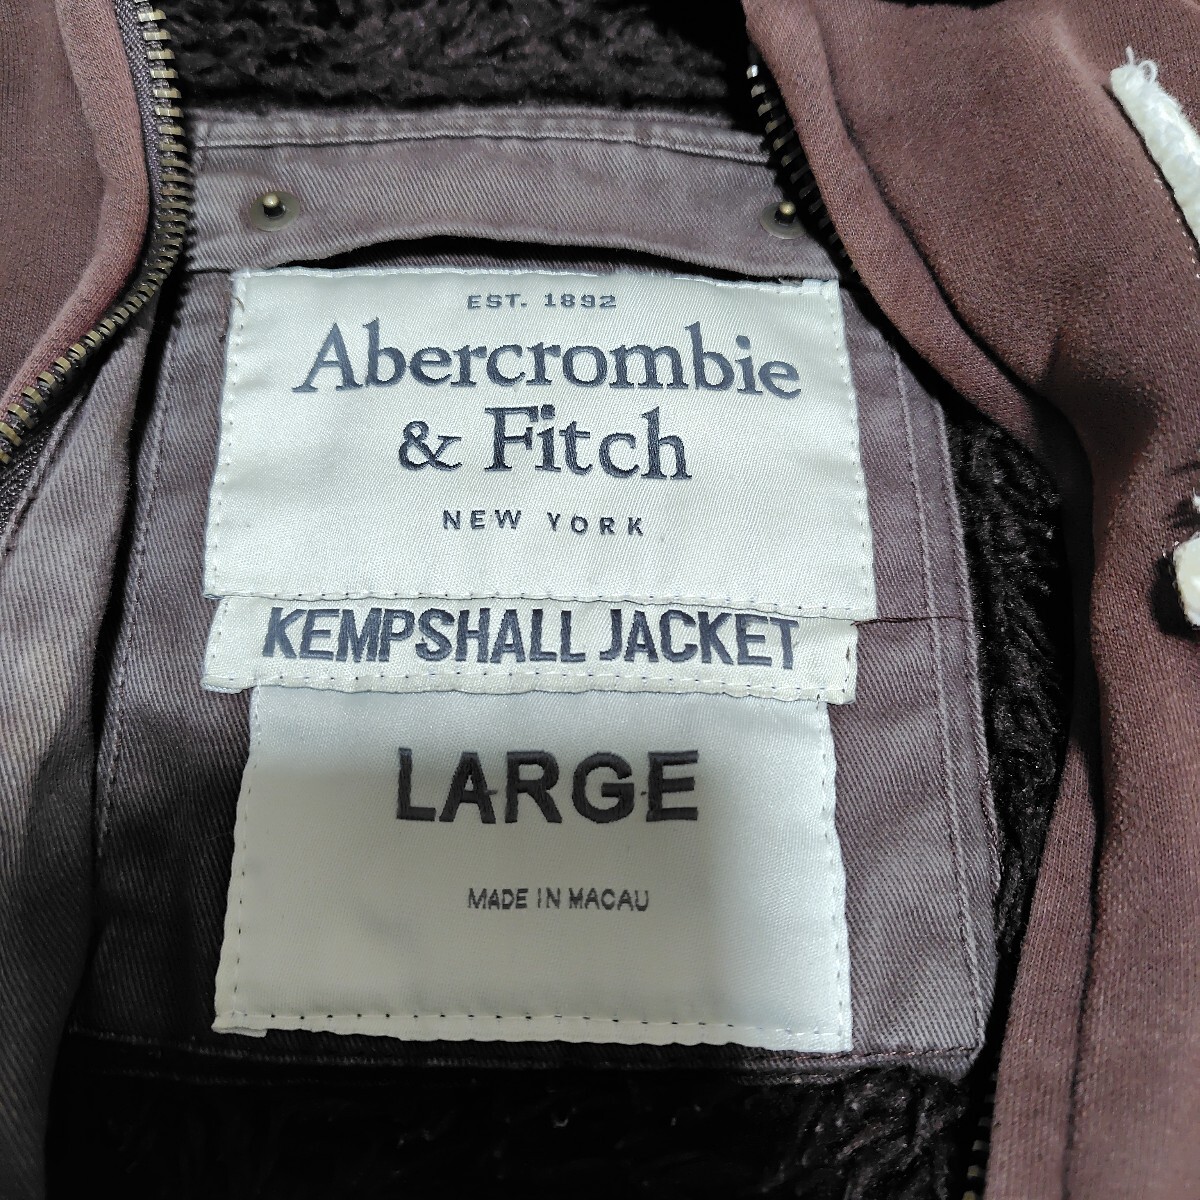 EST. 1892
Abercrombie
& Fitch
NEW YORK
KEMPSHALL JACKET
LARGE
MADE IN MACAU